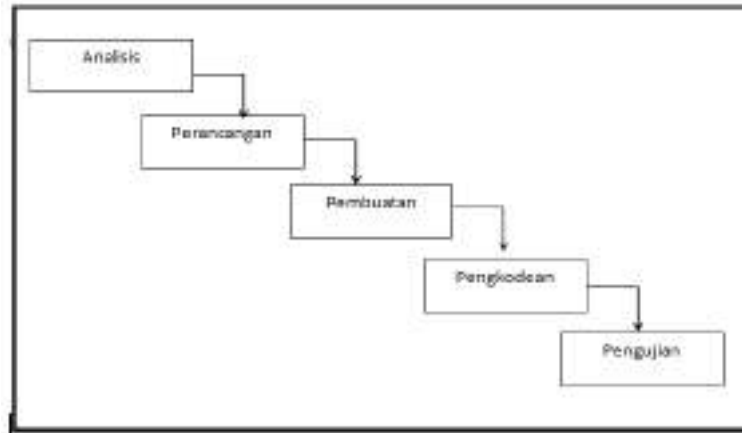 Analisis
Perancangan
Pembuatan
Pengkodean
Pengujian